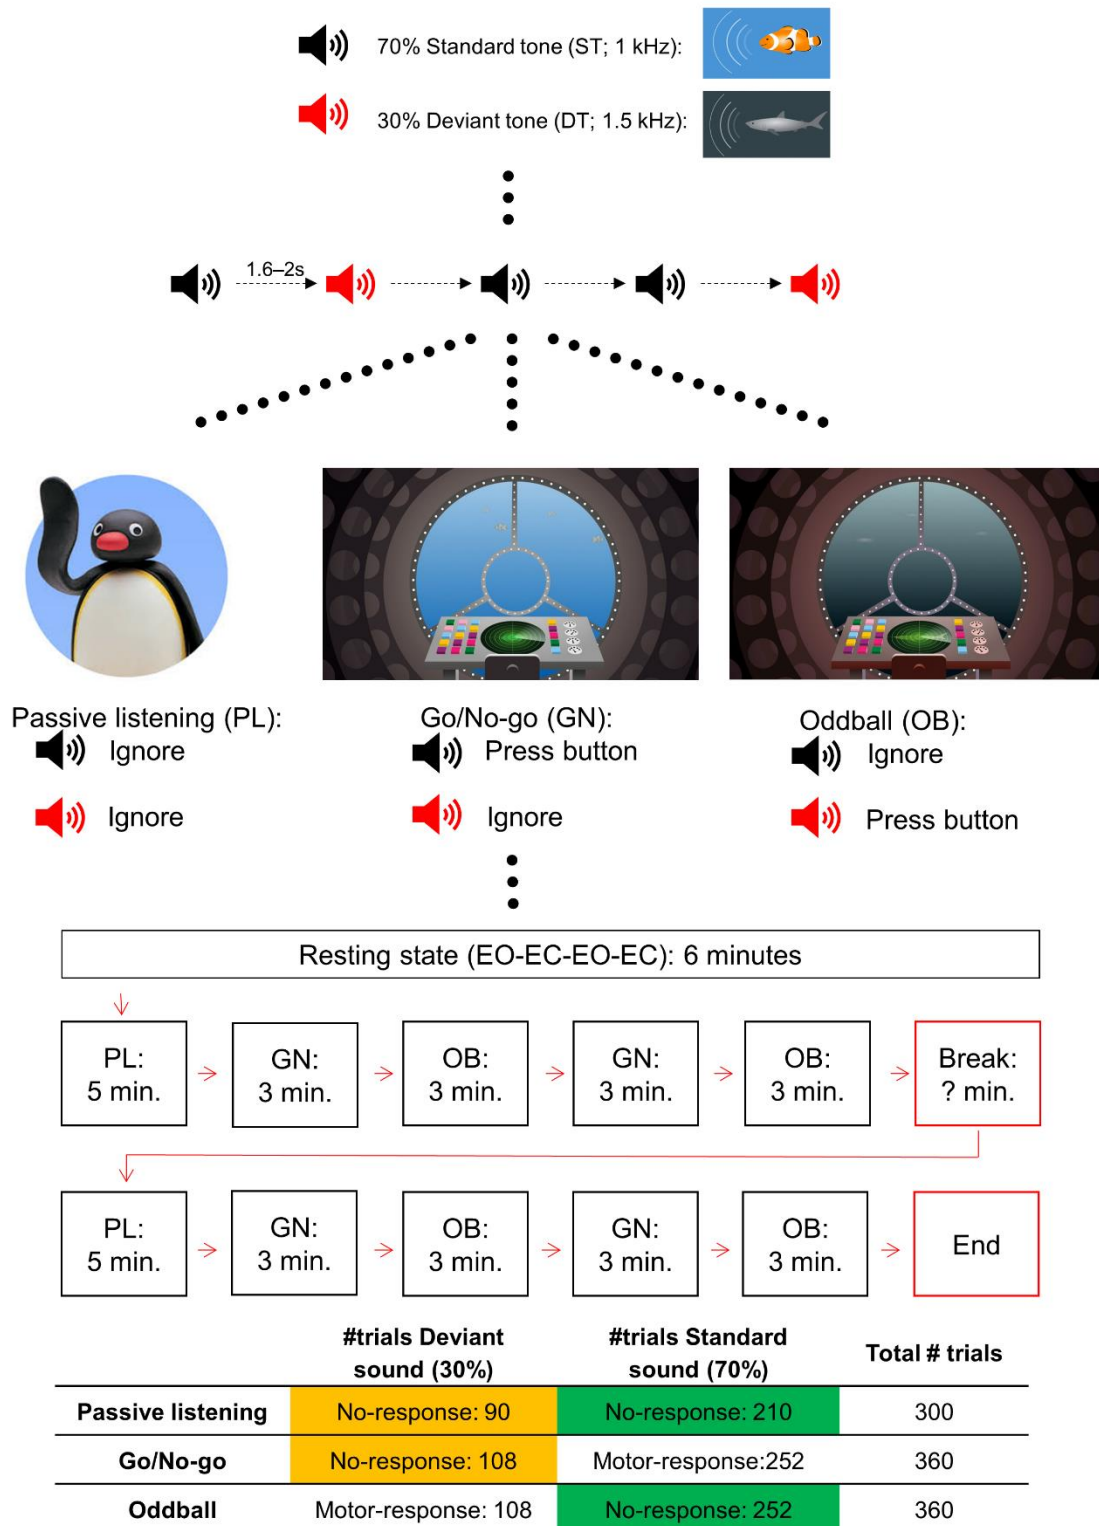 70% Standard tone (ST; 1 kHz):
30% Deviant tone (DT; 1.5 kHz):
1.6–2s
Passive listening (PL):
Ignore
Ignore
Go/No-go (GN):
Press button
Ignore
Oddball (OB):
Ignore
Press button
Resting state (EO-EC-EO-EC): 6 minutes
PL:
5 min.
GN:
3 min.
OB:
3 min.
GN:
3 min.
OB:
3 min.
Break:
? min.
PL:
5 min.
GN:
3 min.
OB:
3 min.
GN:
3 min.
OB:
3 min.
End
#trials Deviant
sound (30%)
#trials Standard
sound (70%)
Total # trials
Passive listening No-response: 90 No-response: 210 300
Go/No-go No-response: 108 Motor-response:252 360
Oddball Motor-response: 108 No-response: 252 360